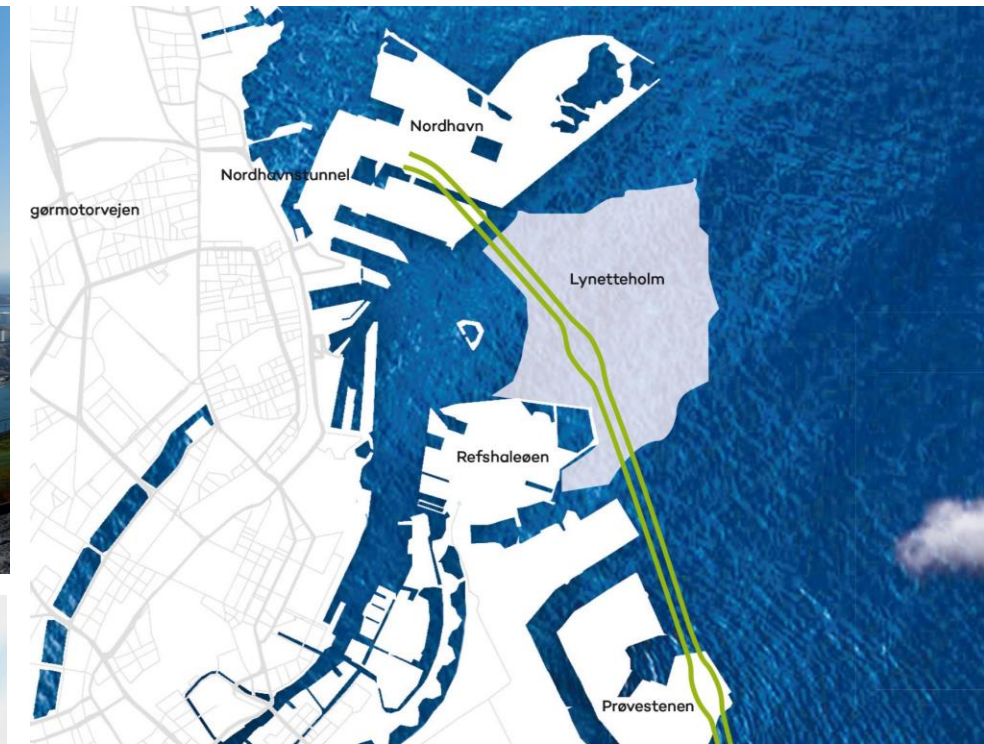 Nordhavn
Nordhavnstunnel
gørmotorvejen
Lynetteholm
Refshaleøen
Prøvestenen